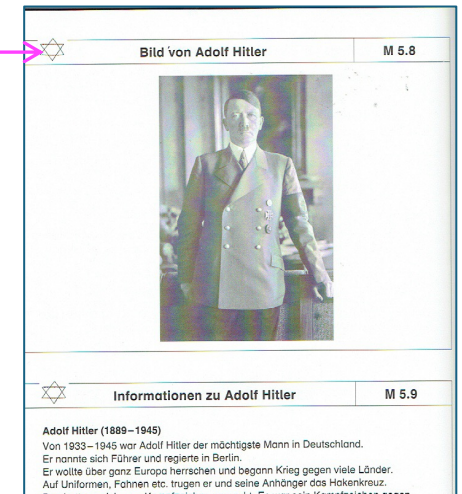 Bild von Adolf Hitler
M 5.8
Informationen zu Adolf Hitler
M 5.9
Adolf Hitler (1889–1945)
Von 1933–1945 war Adolf Hitler der mächtigste Mann in Deutschland.
Er nannte sich Führer und regierte in Berlin.
Er wollte über ganz Europa herrschen und begann Krieg gegen viele Länder.
Auf Uniformen, Fahnen etc. trugen er und seine Anhänger das Hakenkreuz.